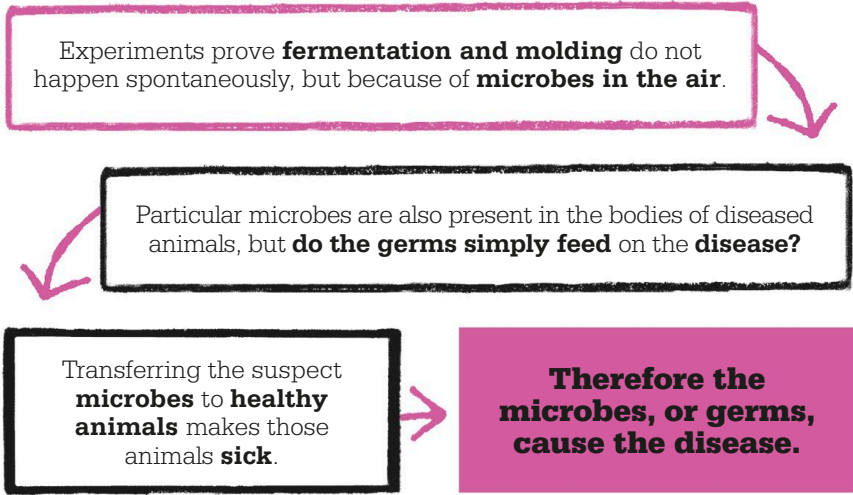 Experiments prove fermentation and molding do not
happen spontaneously, but because of microbes in the air.
Particular microbes are also present in the bodies of diseased
animals, but do the germs simply feed on the disease?
Transferring the suspect
microbes to healthy
animals makes those
animals sick.
Therefore the
microbes, or germs,
cause the disease.